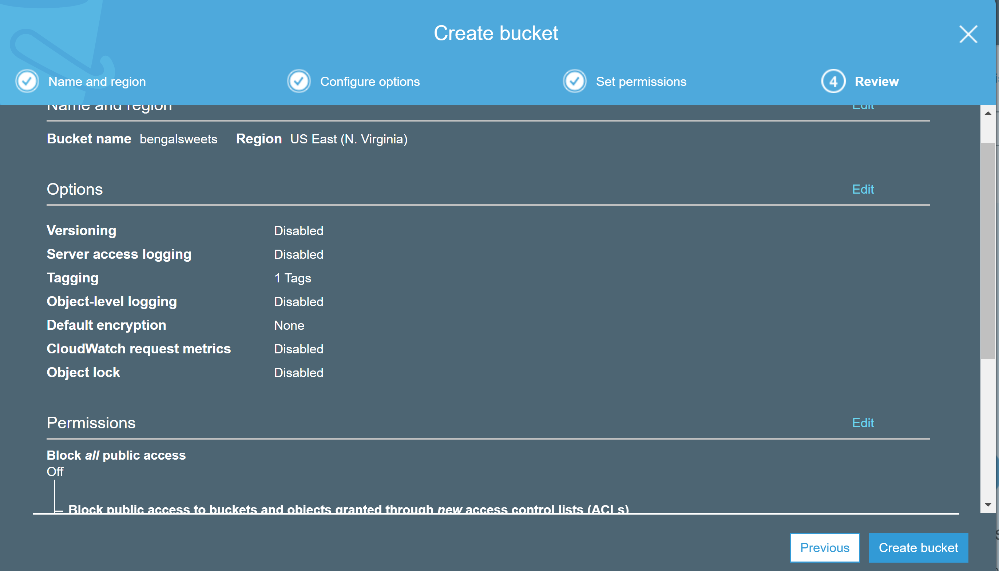 Create bucket
Name and region
Configure options
Set permissions
4 Review
Name and region Edit
Bucket name bengalsweets Region US East (N. Virginia)
Options Edit
Versioning Disabled
Server access logging Disabled
Tagging 1 Tags
Object-level logging Disabled
Default encryption None
CloudWatch request metrics Disabled
Object lock Disabled
Permissions Edit
Block all public access
Off
Block public access to buckets and objects granted through new access control lists (ACLs)
Previous Create bucket